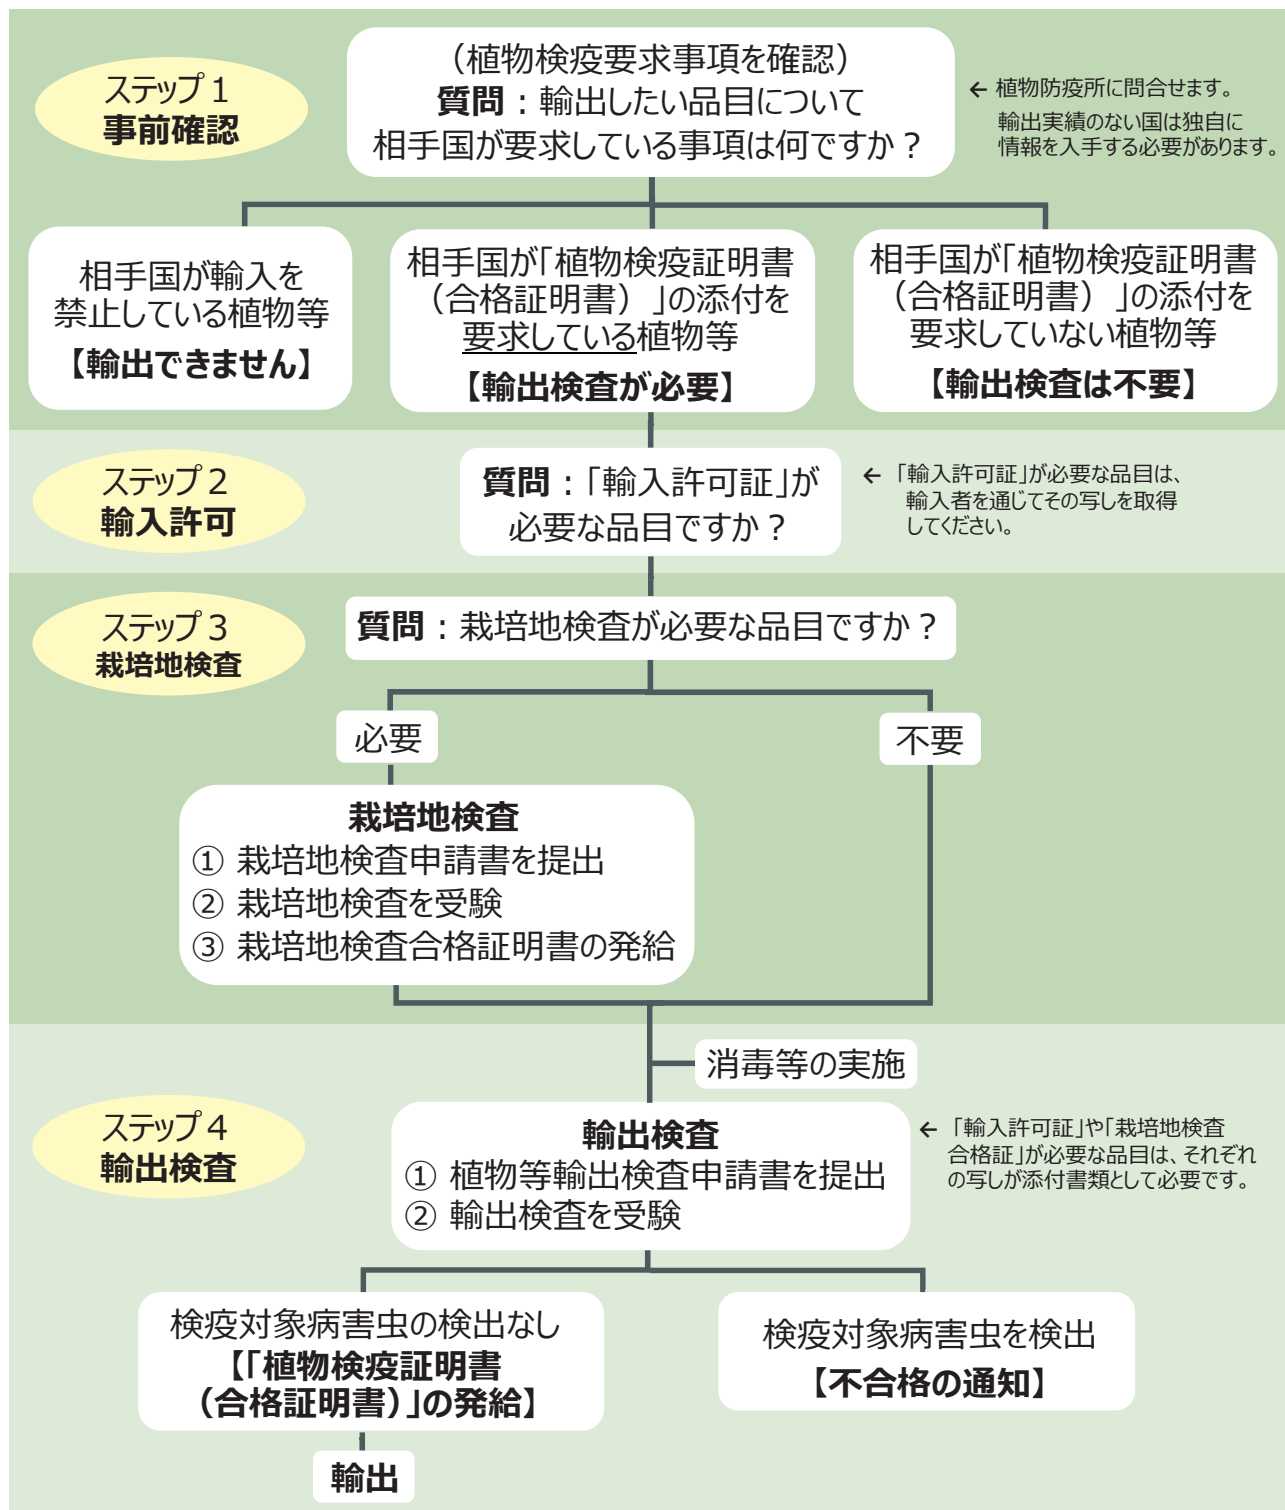 ステップ１
事前確認
（植物検疫要求事項を確認）
質問：輸出したい品目について
相手国が要求している事項は何ですか？
← 植物防疫所に問合せます。
輸出実績のない国は独自に
情報を入手する必要があります。
相手国が輸入を
禁止している植物等
【輸出できません】
相手国が「植物検疫証明書
（合格証明書）」の添付を
要求している植物等
【輸出検査が必要】
相手国が「植物検疫証明書
（合格証明書）」の添付を
要求していない植物等
【輸出検査は不要】
ステップ２
輸入許可
質問：「輸入許可証」が
必要な品目ですか？
← 「輸入許可証」が必要な品目は、
輸入者を通じてその写しを取得
してください。
ステップ３
栽培地検査
質問：栽培地検査が必要な品目ですか？
必要
不要
栽培地検査
① 栽培地検査申請書を提出
② 栽培地検査を受験
③ 栽培地検査合格証明書の発給
消毒等の実施
ステップ４
輸出検査
輸出検査
① 植物等輸出検査申請書を提出
② 輸出検査を受験
← 「輸入許可証」や「栽培地検査
合格証」が必要な品目は、それぞれ
の写しが添付書類として必要です。
検疫対象病害虫の検出なし
【「植物検疫証明書
（合格証明書）」の発給】
検疫対象病害虫を検出
【不合格の通知】
輸出